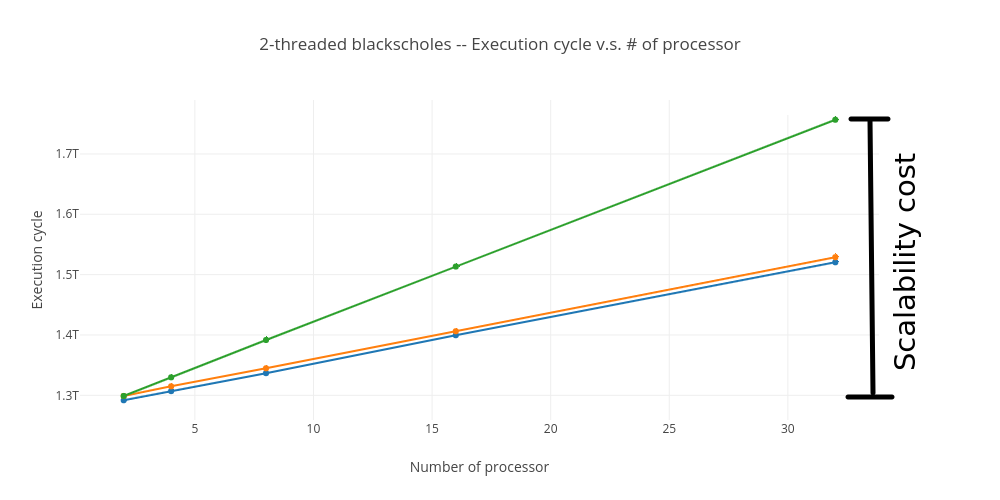 2-threaded blackscholes -- Execution cycle v.s. # of processor
Execution cycle
1.7T
1.6T
1.5T
1.4T
1.3T
5
10
15
20
25
30
Number of processor
Scalability cost